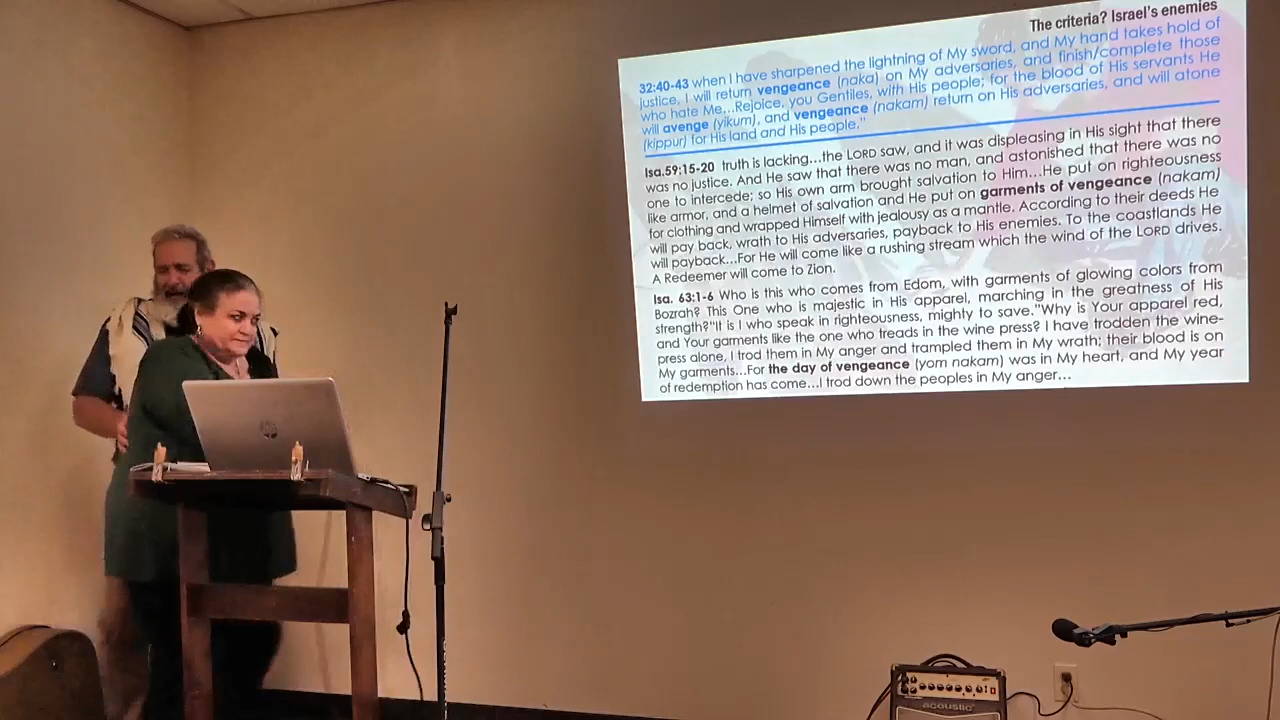 The criteria? Israel's enemies
32:40-43 when I have sharpened the lightning of My sword, and My hand takes hold of
justice, I will return vengeance (naka) on My adversaries, and finish/complete those
who hate Me...Rejoice, you Gentiles, with His people; for the blood of His servants He
will avenge (yikum), and vengeance (nakam) return on His adversaries, and will atone
(kippur) for His land and His people."
Isa.59:15-20 truth is lacking...the LORD saw, and it was displeasing in His sight that there
was no justice. And He saw that there was no man, and astonished that there was no
one to intercede; so His own arm brought salvation to Him...He put on righteousness
like armor, and a helmet of salvation and He put on garments of vengeance (nakam)
for clothing and wrapped Himself with jealousy as a mantle. According to their deeds He
will pay back, wrath to His adversaries, payback to His enemies. To the coastlands He
will payback...For He will come like a rushing stream which the wind of the LORD drives.
A Redeemer will come to Zion.
Isa. 63:1-6 Who is this who comes from Edom, with garments of glowing colors from
Bozrah? This One who is majestic in His apparel, marching in the greatness of His
strength?"It is I who speak in righteousness, mighty to save."Why is Your apparel red,
and Your garments like the one who treads in the wine press? I have trodden the wine-
press alone, I trod them in My anger and trampled them in My wrath; their blood is on
My garments...For the day of vengeance (yom nakam) was in My heart, and My year
of redemption has come...I trod down the peoples in My anger...
hp
acoustic